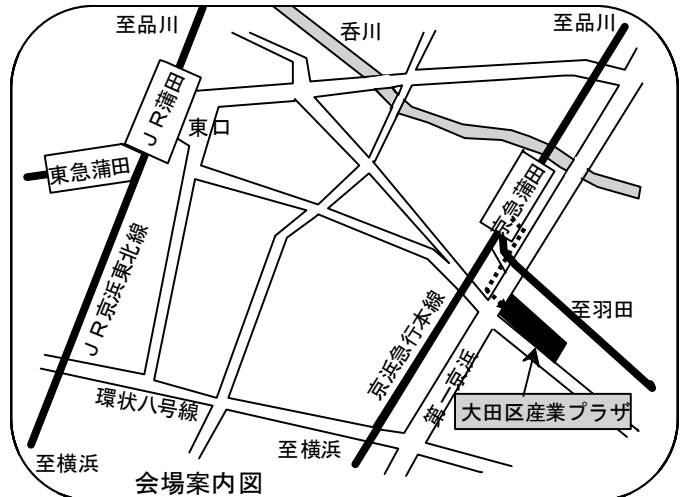 至品川
呑川
至品川
ＪＲ蒲田
東口
東急蒲田
京急蒲田
ＪＲ京浜東北線
至羽田
京浜急行本線
第一京浜
環状八号線
大田区産業プラザ
至横浜
至横浜
会場案内図